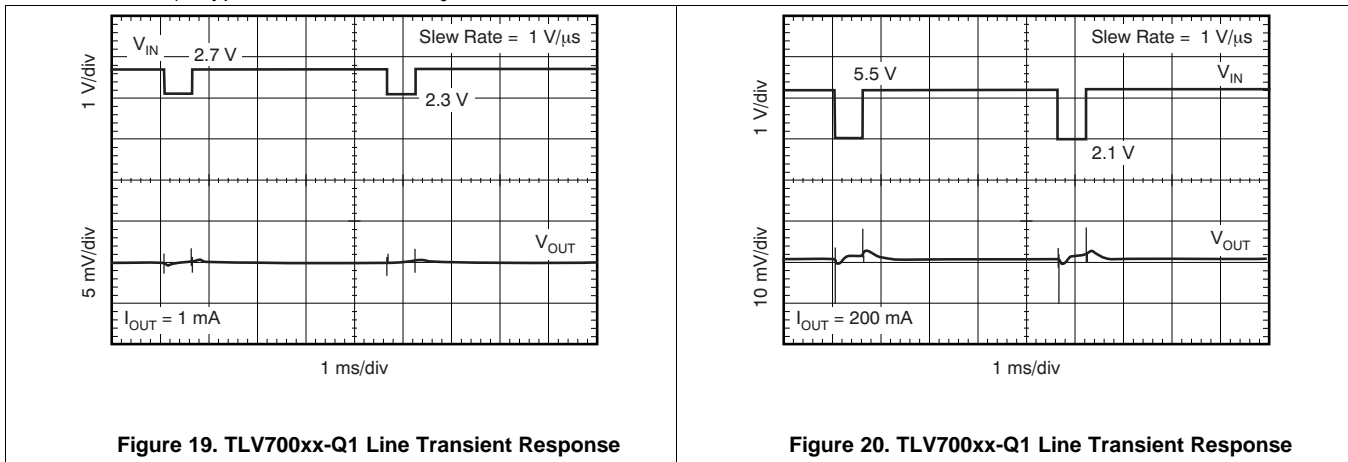 V_IN
2.7 V
Slew Rate = 1 V/μs
1 V/div
2.3 V
V_OUT
5 mV/div
I_OUT = 1 mA
1 ms/div
Figure 19. TLV700xx-Q1 Line Transient Response
Slew Rate = 1 V/μs
5.5 V
V_IN
1 V/div
2.1 V
V_OUT
10 mV/div
I_OUT = 200 mA
1 ms/div
Figure 20. TLV700xx-Q1 Line Transient Response